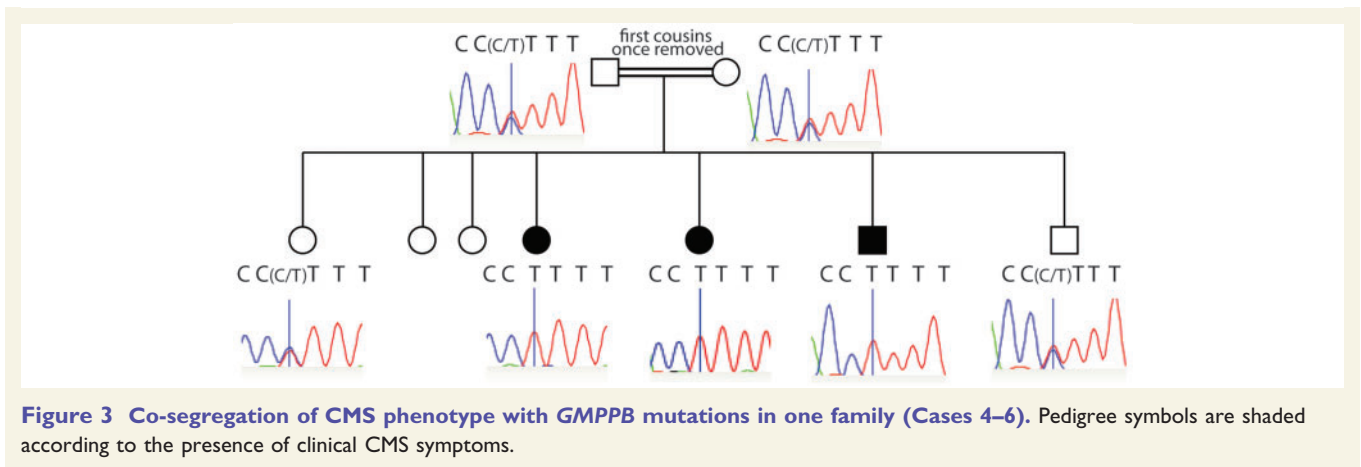 C C(C/T)T T T
first cousins
once removed
C C(C/T)T T T
C C(C/T)T T T
C C T T T T
C C T T T T
C C T T T T
C C(C/T)TT T
Figure 3 Co-segregation of CMS phenotype with GMPPB mutations in one family (Cases 4–6). Pedigree symbols are shaded
according to the presence of clinical CMS symptoms.